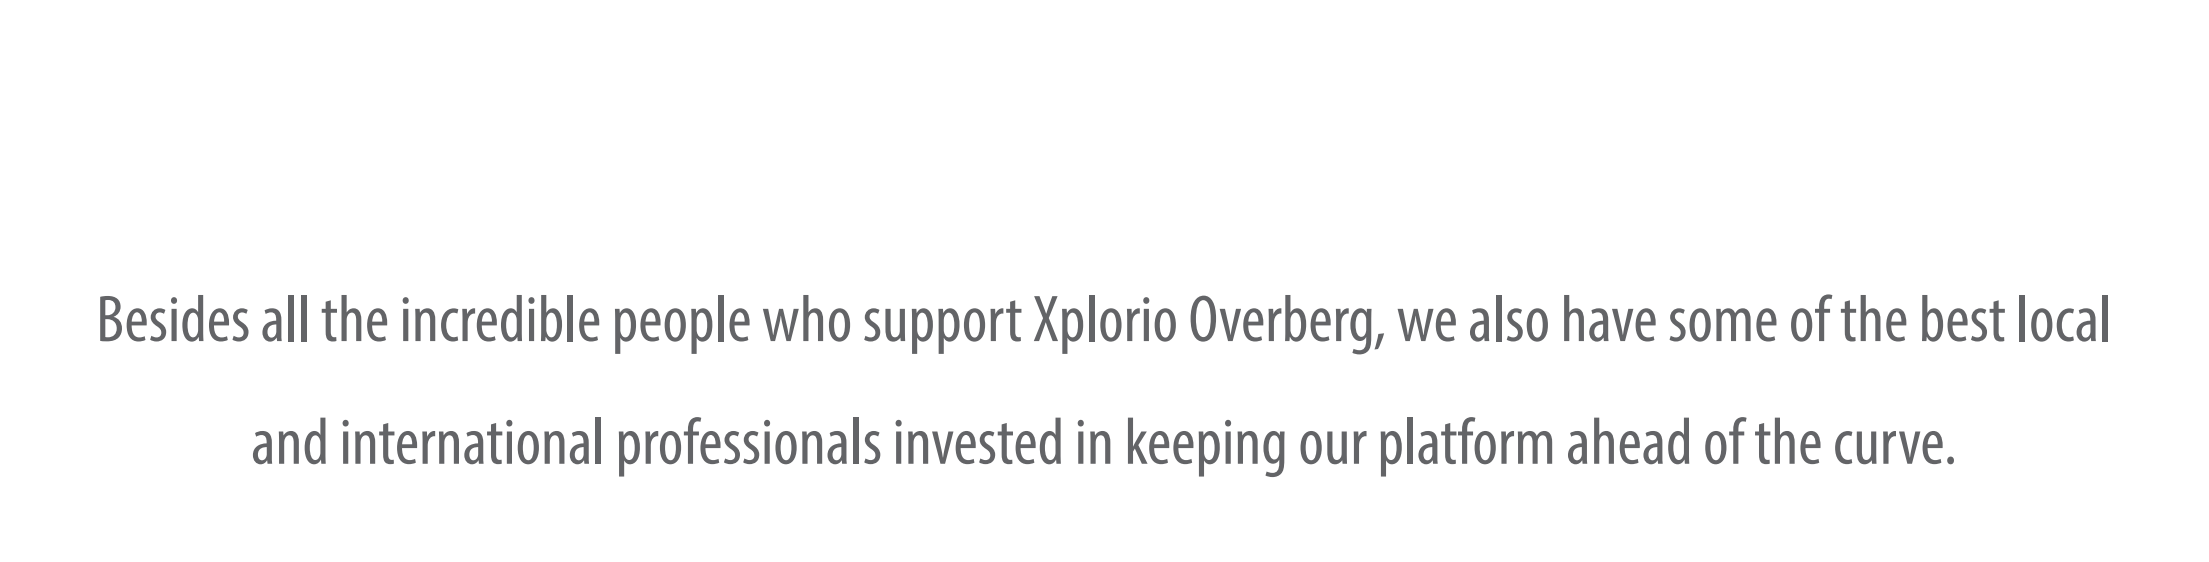 Besides all the incredible people who support Xplorio Overberg, we also have some of the best local
and international professionals invested in keeping our platform ahead of the curve.